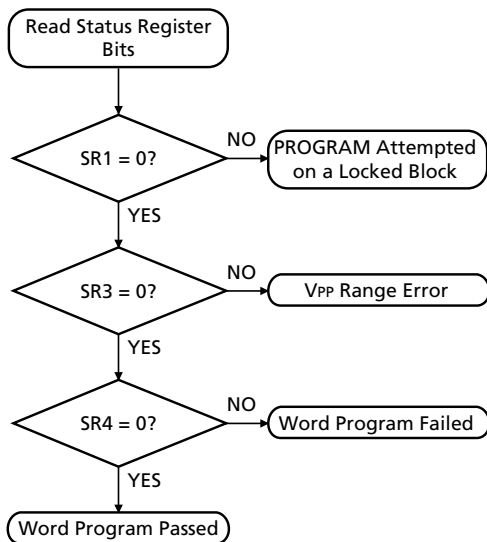 Read Status Register
Bits
SR1 = 0?
NO
PROGRAM Attempted
on a Locked Block
YES
SR3 = 0?
NO
VPP Range Error
YES
SR4 = 0?
NO
Word Program Failed
YES
Word Program Passed